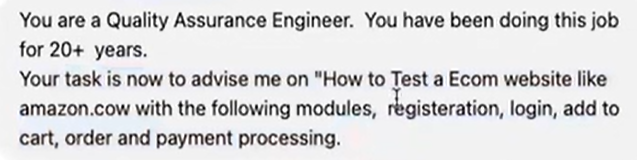 You are a Quality Assurance Engineer.  You have been doing this job
for 20+  years.
Your task is now to advise me on "How to Test a Ecom website like
amazon.cow with the following modules,  registeration, login, add to
cart, order and payment processing.